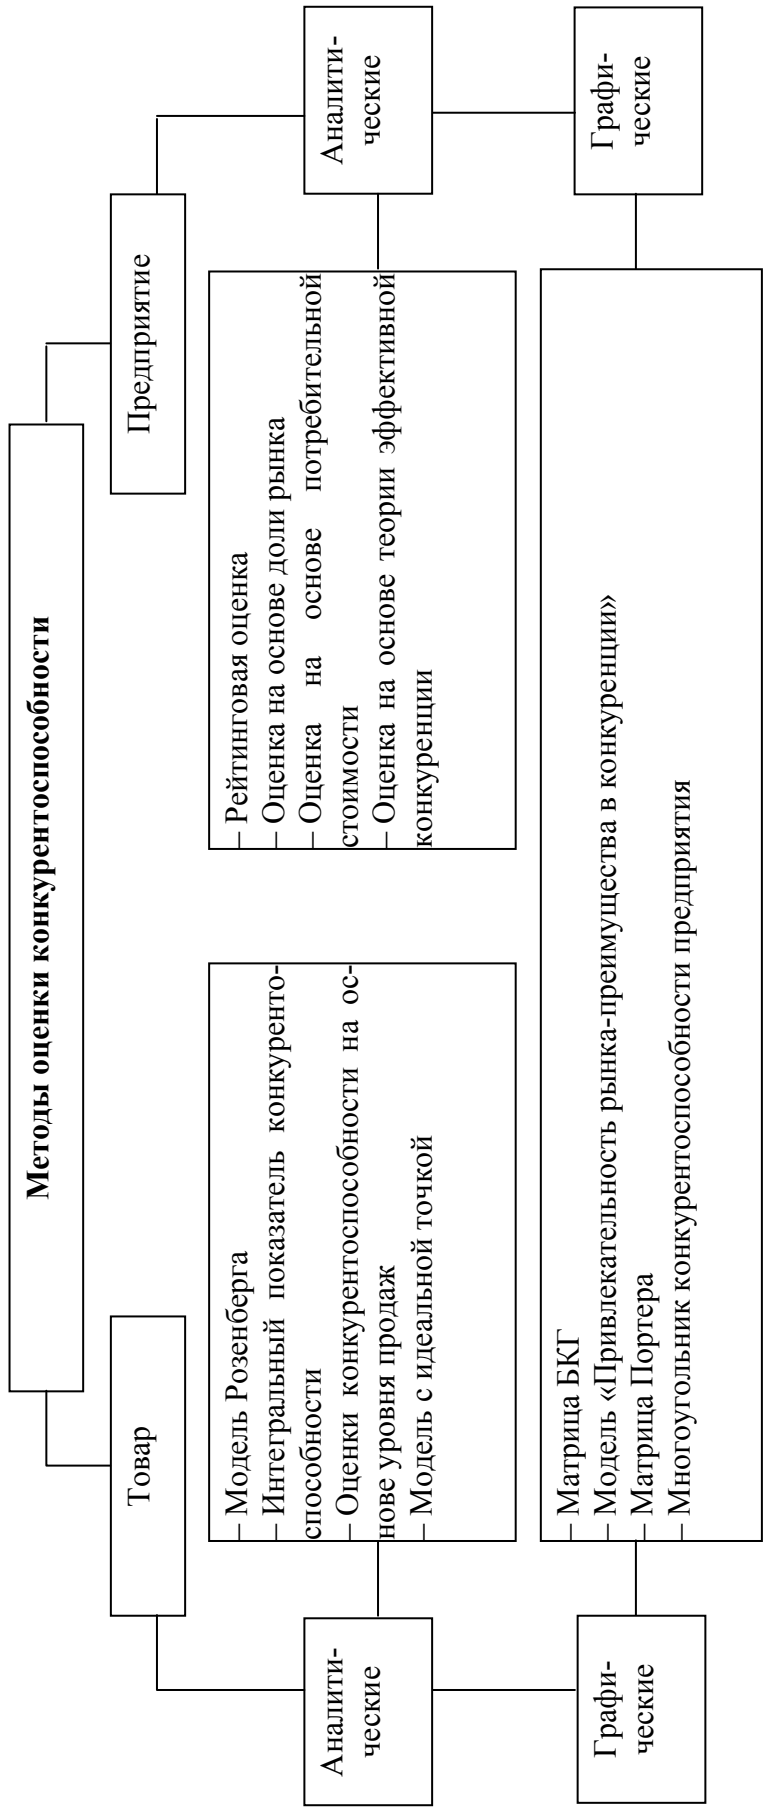 Методы оценки конкурентоспособности
Товар
Предприятие
Аналити-
ческие
– Модель Розенберга
– Интегральный показатель конкуренто-
способности
– Оценки конкурентоспособности на ос-
нове уровня продаж
– Модель с идеальной точкой
– Рейтинговая оценка
– Оценка на основе доли рынка
– Оценка на основе потребительной
стоимости
– Оценка на основе теории эффективной
конкуренции
Аналити-
ческие
Графи-
ческие
– Матрица БКГ
– Модель «Привлекательность рынка-преимущества в конкуренции»
– Матрица Портера
– Многоугольник конкурентоспособности предприятия
Графи-
ческие